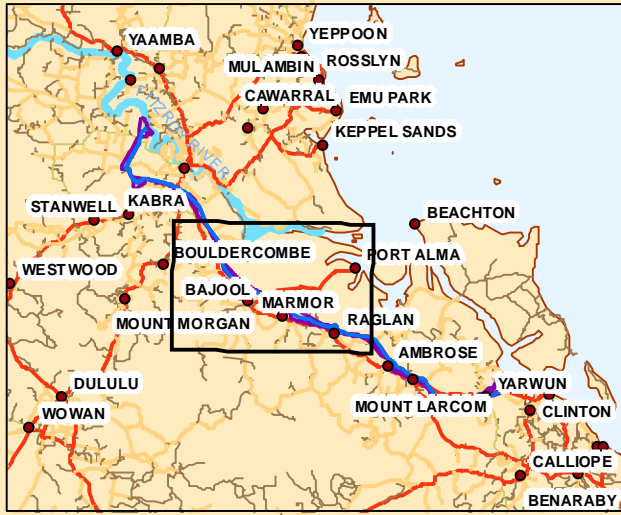 YEPPOON
YAAMBA
ROSSLYN
MULAMBIN
CAWARRAL
EMU PARK
FITZROY RIVER
KEPPEL SANDS
KABRA
STANWELL
BEACHTON
BOULDERCOMBE
PORT ALMA
WESTWOOD
BAJOOL
MARMOR
MOUNT MORGAN
RAGLAN
AMBROSE
DULULU
YARWUN
MOUNT LARCOM
WOWAN
CLINTON
CALLIOPE
BENARABY